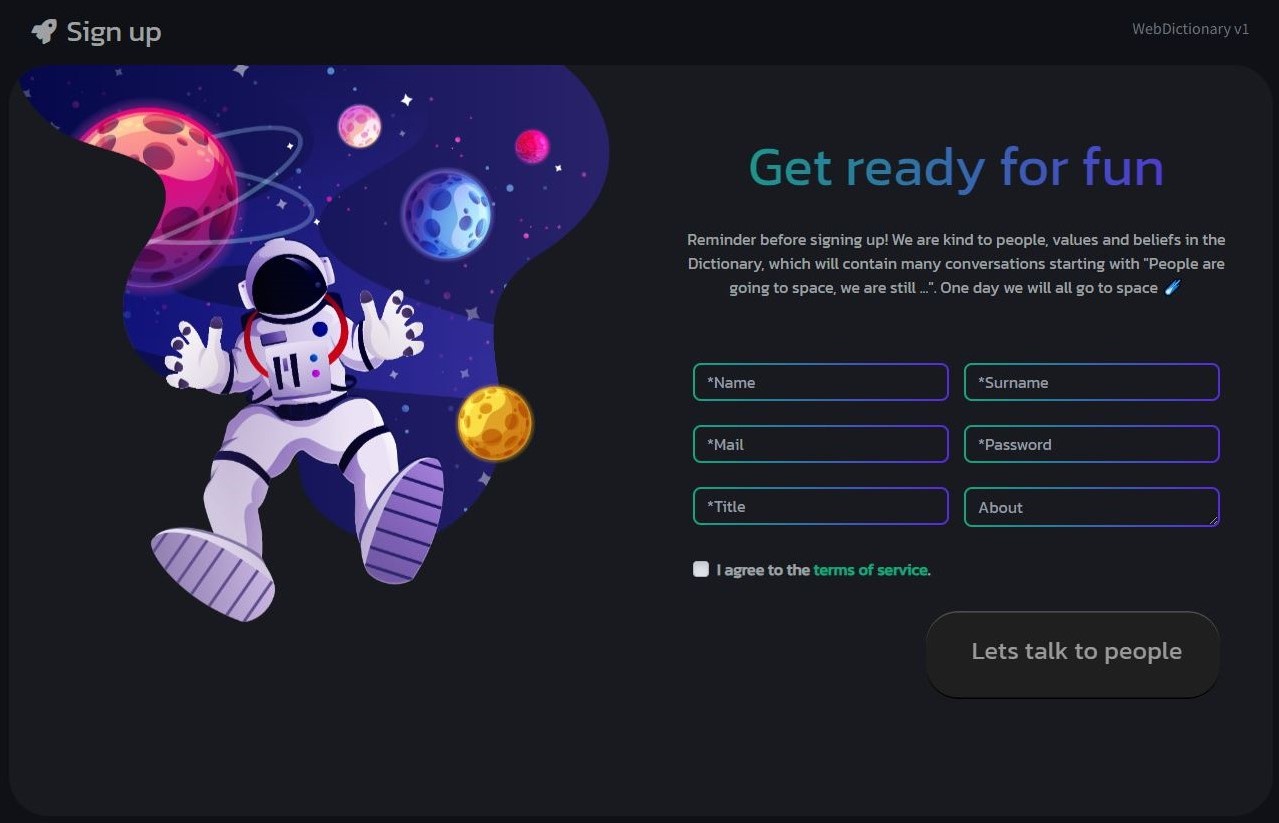 Sign up
WebDictionary v1
Get ready for fun
Reminder before signing up! We are kind to people, values and beliefs in the
Dictionary, which will contain many conversations starting with "People are
going to space, we are still ...". One day we will all go to space ☄️
*Name
*Surname
*Mail
*Password
*Title
About
I agree to the terms of service.
Lets talk to people